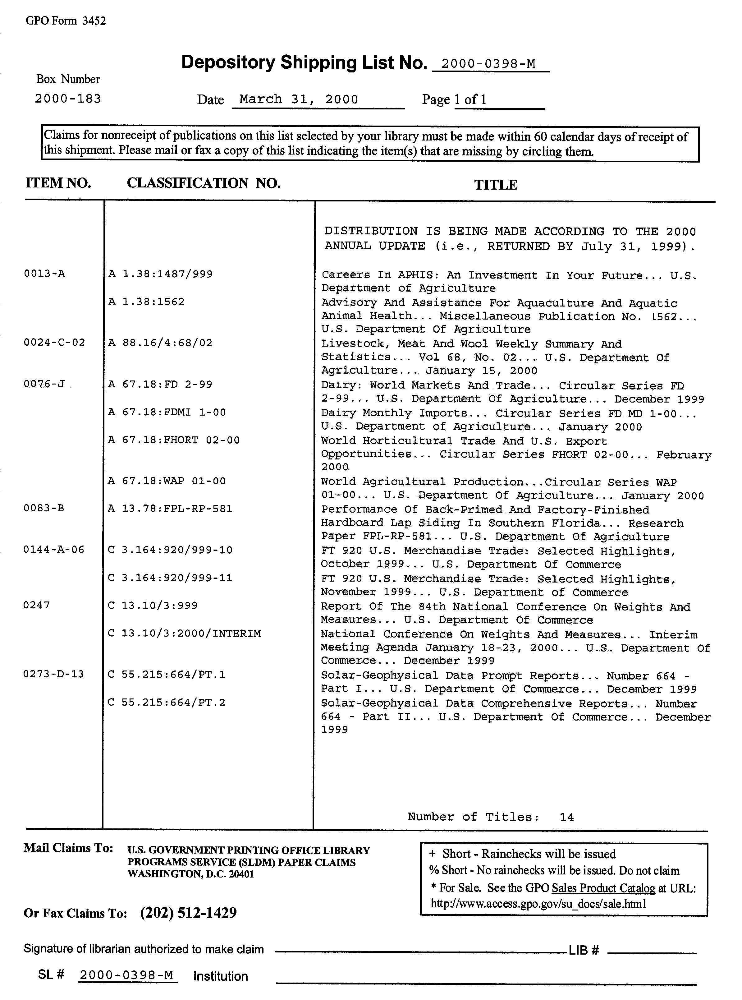 GPO Form 3452
Depository Shipping List No. 2000-0398-M
Box Number
2000-183 Date March 31, 2000 Page 1 of 1
Claims for nonreceipt of publications on this list selected by your library must be made within 60 calendar days of receipt of
this shipment. Please mail or fax a copy of this list indicating the item(s) that are missing by circling them.
ITEM NO. CLASSIFICATION NO. TITLE
DISTRIBUTION IS BEING MADE ACCORDING TO THE 2000
ANNUAL UPDATE (i.e., RETURNED BY July 31, 1999).
0013-A A 1.38:1487/999 Careers In APHIS: An Investment In Your Future... U.S.
Department of Agriculture
A 1.38:1562 Advisory And Assistance For Aquaculture And Aquatic
Animal Health... Miscellaneous Publication No. 1562...
U.S. Department Of Agriculture
0024-C-02 A 88.16/4:68/02 Livestock, Meat And Wool Weekly Summary And
Statistics... Vol 68, No. 02... U.S. Department Of
Agriculture... January 15, 2000
0076-J A 67.18:FD 2-99 Dairy: World Markets And Trade... Circular Series FD
2-99... U.S. Department Of Agriculture... December 1999
A 67.18:FDMI 1-00 Dairy Monthly Imports... Circular Series FD MD 1-00...
U.S. Department of Agriculture... January 2000
A 67.18:FHORT 02-00 World Horticultural Trade And U.S. Export
Opportunities... Circular Series FHORT 02-00... February
2000
A 67.18:WAP 01-00 World Agricultural Production...Circular Series WAP
01-00... U.S. Department Of Agriculture... January 2000
0083-B A 13.78:FPL-RP-581 Performance Of Back-Primed And Factory-Finished
Hardboard Lap Siding In Southern Florida... Research
Paper FPL-RP-581... U.S. Department Of Agriculture
0144-A-06 C 3.164:920/999-10 FT 920 U.S. Merchandise Trade: Selected Highlights,
October 1999... U.S. Department Of Commerce
C 3.164:920/999-11 FT 920 U.S. Merchandise Trade: Selected Highlights,
November 1999... U.S. Department of Commerce
0247 C 13.10/3:999 Report Of The 84th National Conference On Weights And
Measures... U.S. Department Of Commerce
C 13.10/3:2000/INTERIM National Conference On Weights And Measures... Interim
Meeting Agenda January 18-23, 2000... U.S. Department Of
Commerce... December 1999
0273-D-13 C 55.215:664/PT.1 Solar-Geophysical Data Prompt Reports... Number 664 -
Part I... U.S. Department Of Commerce... December 1999
C 55.215:664/PT.2 Solar-Geophysical Data Comprehensive Reports... Number
664 - Part II... U.S. Department Of Commerce... December
1999
Number of Titles: 14
Mail Claims To: U.S. GOVERNMENT PRINTING OFFICE LIBRARY
PROGRAMS SERVICE (SLDM) PAPER CLAIMS
WASHINGTON, D.C. 20401
Or Fax Claims To: (202) 512-1429
+ Short - Rainchecks will be issued
% Short - No rainchecks will be issued. Do not claim
* For Sale. See the GPO Sales Product Catalog at URL:
http://www.access.gpo.gov/su_docs/sale.html
Signature of librarian authorized to make claim LIB #
SL # 2000-0398-M Institution